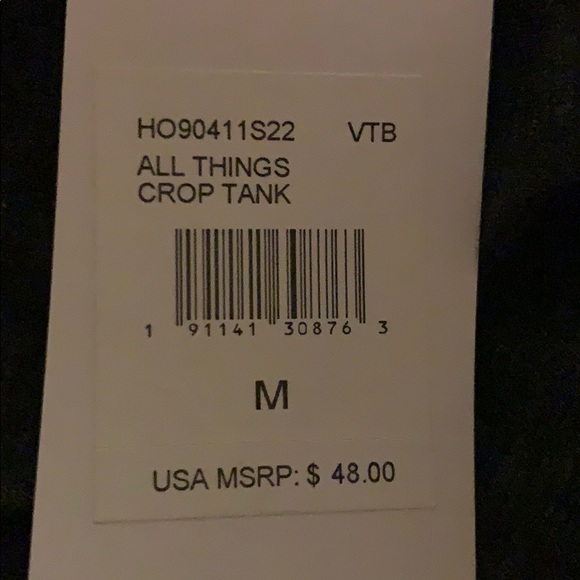 HO90411S22 VTB
ALL THINGS
CROP TANK
1 91141 30876 3
M
USA MSRP: $ 48.00